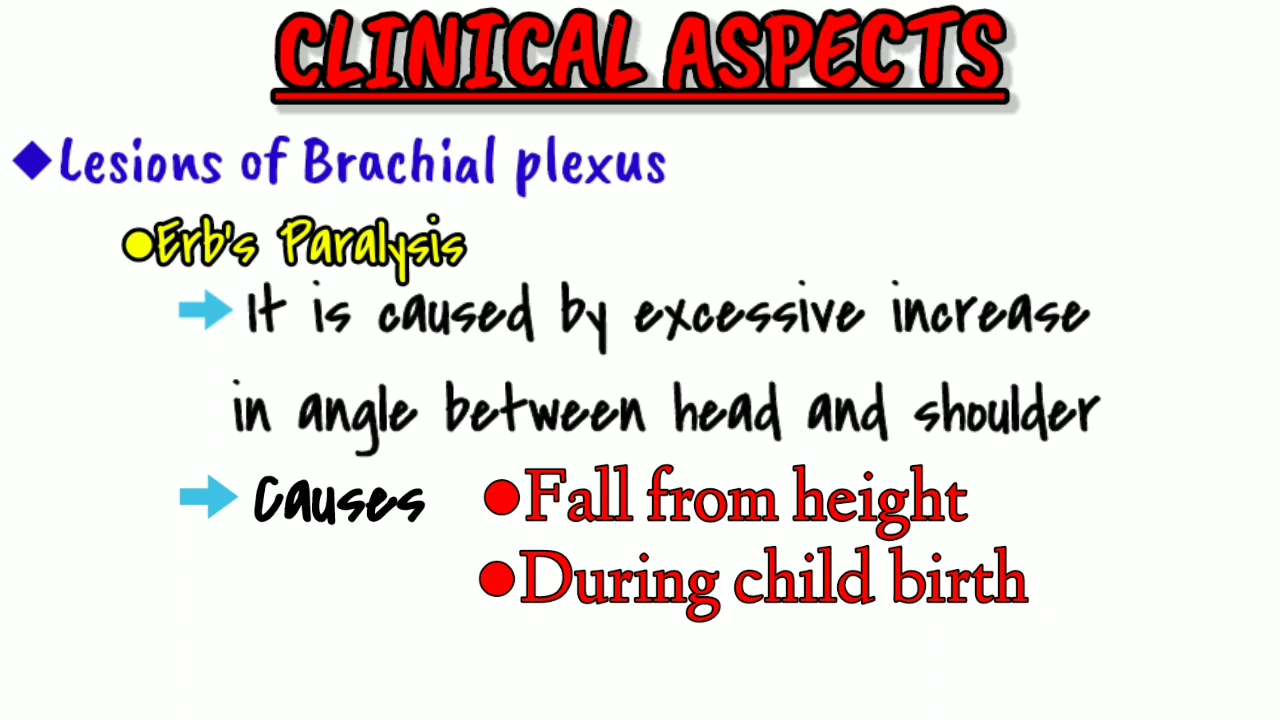 CLINICAL ASPECTS
Lesions of Brachial plexus
Erb's Paralysis
It is caused by excessive increase
in angle between head and shoulder
Causes
Fall from height
During child birth